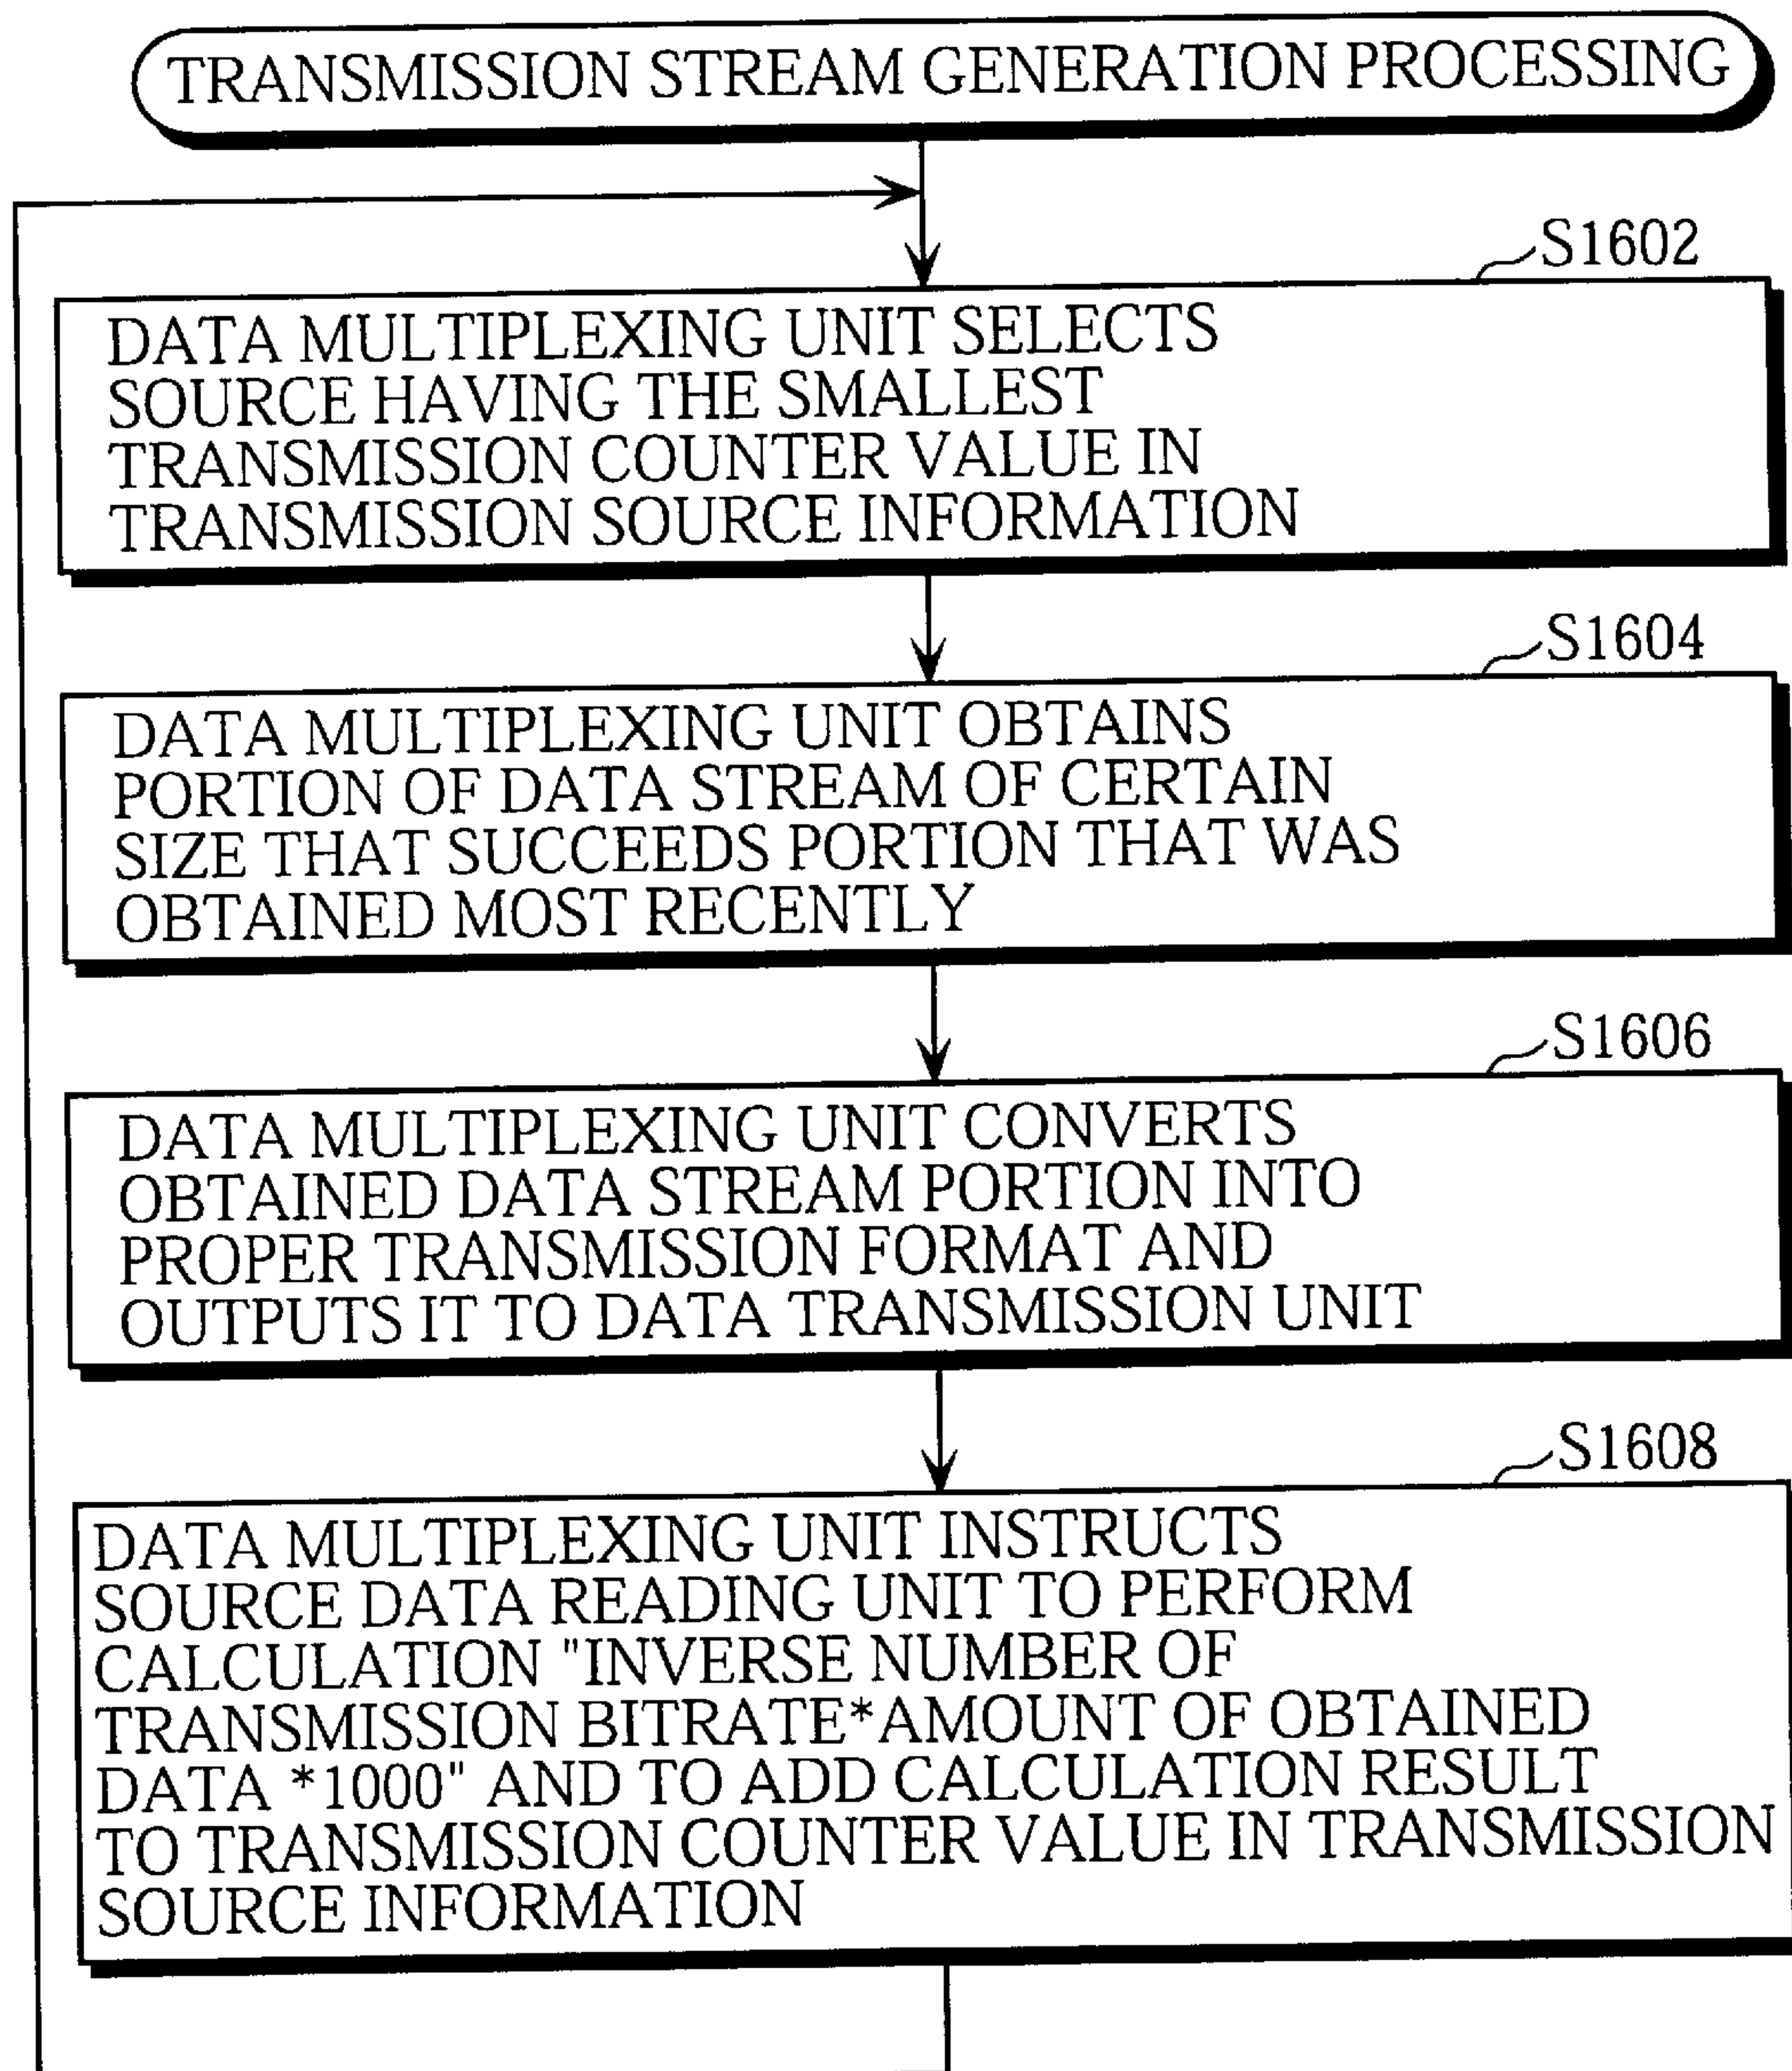 TRANSMISSION STREAM GENERATION PROCESSING
S1602
DATA MULTIPLEXING UNIT SELECTS
SOURCE HAVING THE SMALLEST
TRANSMISSION COUNTER VALUE IN
TRANSMISSION SOURCE INFORMATION
S1604
DATA MULTIPLEXING UNIT OBTAINS
PORTION OF DATA STREAM OF CERTAIN
SIZE THAT SUCCEEDS PORTION THAT WAS
OBTAINED MOST RECENTLY
S1606
DATA MULTIPLEXING UNIT CONVERTS
OBTAINED DATA STREAM PORTION INTO
PROPER TRANSMISSION FORMAT AND
OUTPUTS IT TO DATA TRANSMISSION UNIT
S1608
DATA MULTIPLEXING UNIT INSTRUCTS
SOURCE DATA READING UNIT TO PERFORM
CALCULATION "INVERSE NUMBER OF
TRANSMISSION BITRATE*AMOUNT OF OBTAINED
DATA *1000" AND TO ADD CALCULATION RESULT
TO TRANSMISSION COUNTER VALUE IN TRANSMISSION
SOURCE INFORMATION